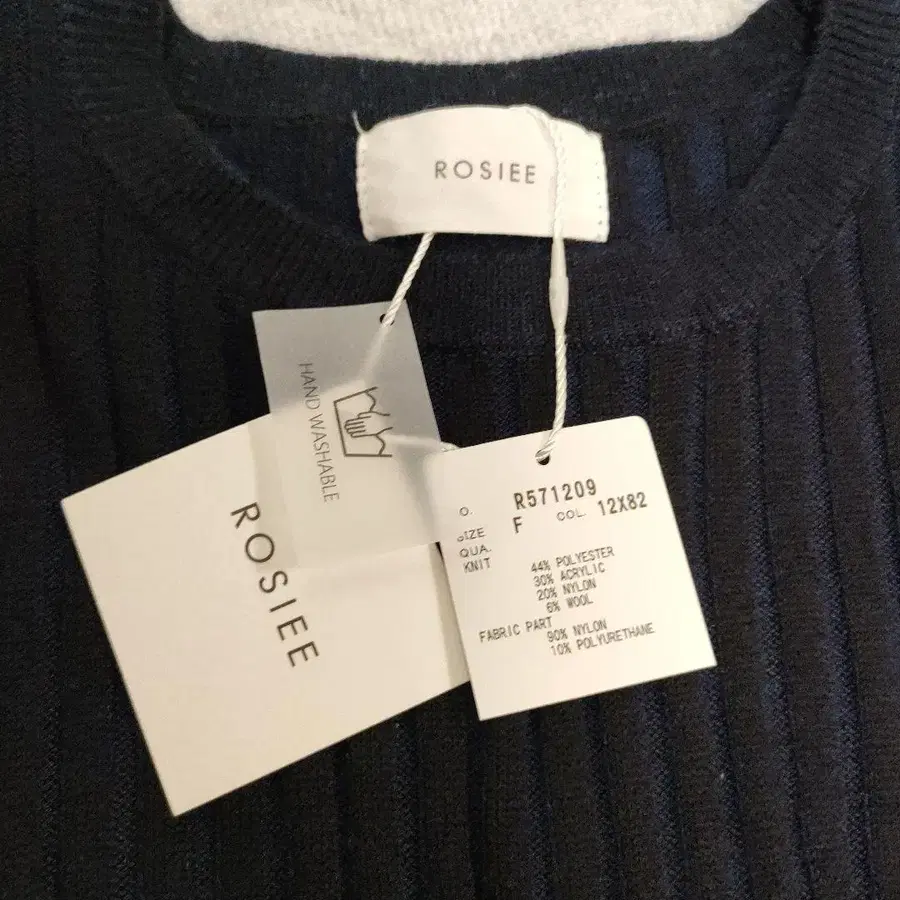 ROSIEE
HAND WASHABLE
ROSIEE
O. R571209
SIZE F COL. 12X82
QUA.
KNIT 44% POLYESTER
30% ACRYLIC
20% NYLON
6% WOOL
FABRIC PART
90% NYLON
10% POLYURETHANE